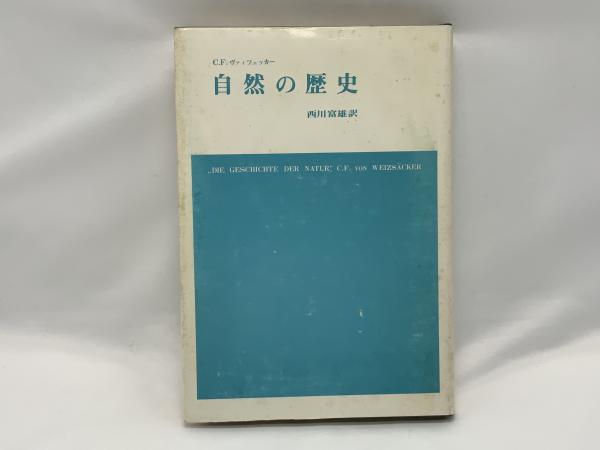 C.F.ヴァイツェッカー
自然の歴史
西川富雄訳
„DIE GESCHICHTE DER NATUR”, C.F. VON WEIZSÄCKER